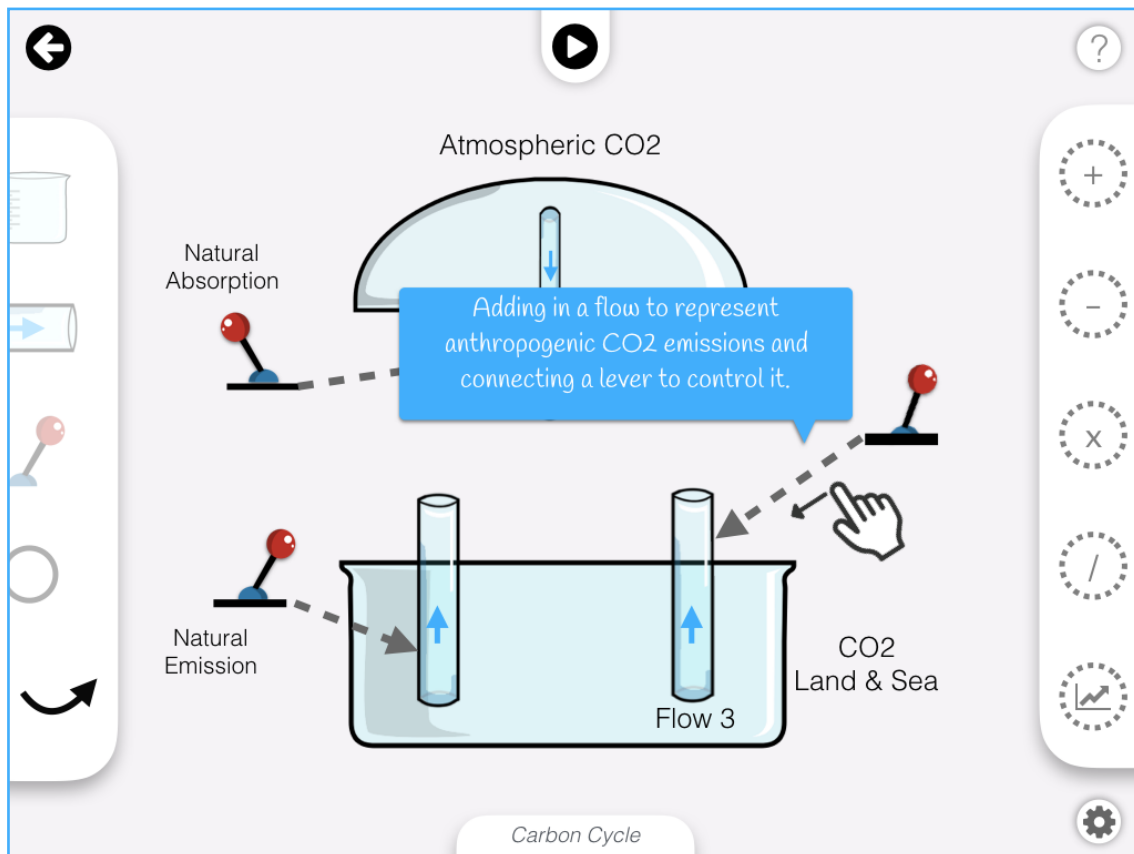 ?
Atmospheric CO2
Natural
Absorption
Adding in a flow to represent
anthropogenic CO2 emissions and
connecting a lever to control it.
+
-
x
/
Natural
Emission
CO2
Land & Sea
Flow 3
Carbon Cycle